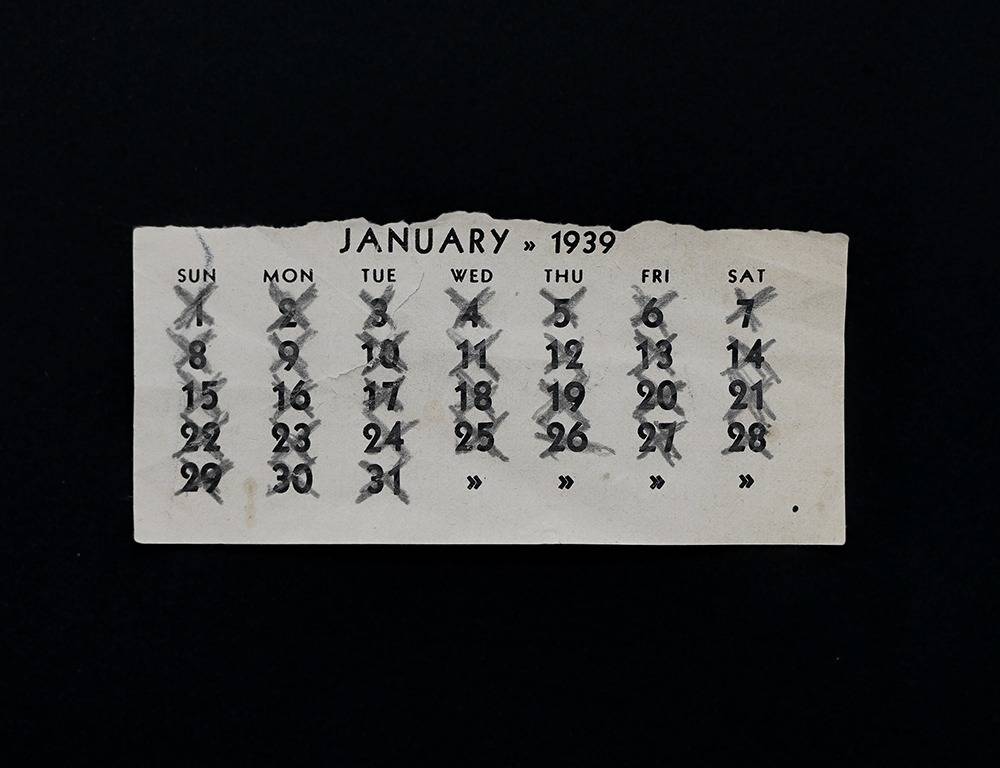 JANUARY » 1939
SUN MON TUE WED THU FRI SAT
1 2 3 4 5 6 7
8 9 10 11 12 13 14
15 16 17 18 19 20 21
22 23 24 25 26 27 28
29 30 31 » » » »